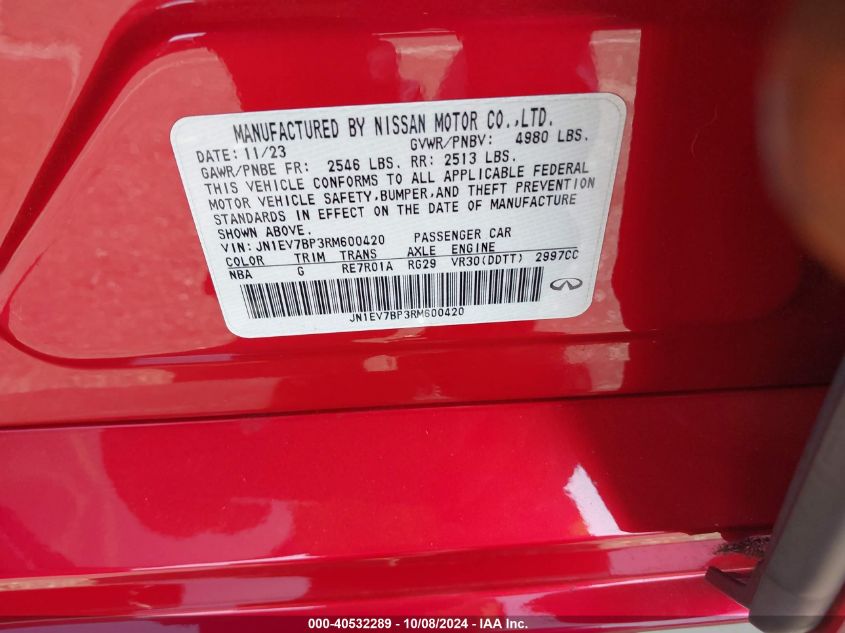 MANUFACTURED BY NISSAN MOTOR CO.,LTD.
DATE: 11/23 GVWR/PNBV: 4980 LBS.
GAWR/PNBE FR: 2546 LBS. RR: 2513 LBS.
THIS VEHICLE CONFORMS TO ALL APPLICABLE FEDERAL
MOTOR VEHICLE SAFETY,BUMPER,AND THEFT PREVENTION
STANDARDS IN EFFECT ON THE DATE OF MANUFACTURE
SHOWN ABOVE.
VIN: JN1EV7BP3RM600420 PASSENGER CAR
COLOR TRIM TRANS AXLE ENGINE
NBA G RE7R01A RG29 VR30(DDTT) 2997CC
JN1EV7BP3RM600420
000-40532289 - 10/08/2024 - IAA Inc.